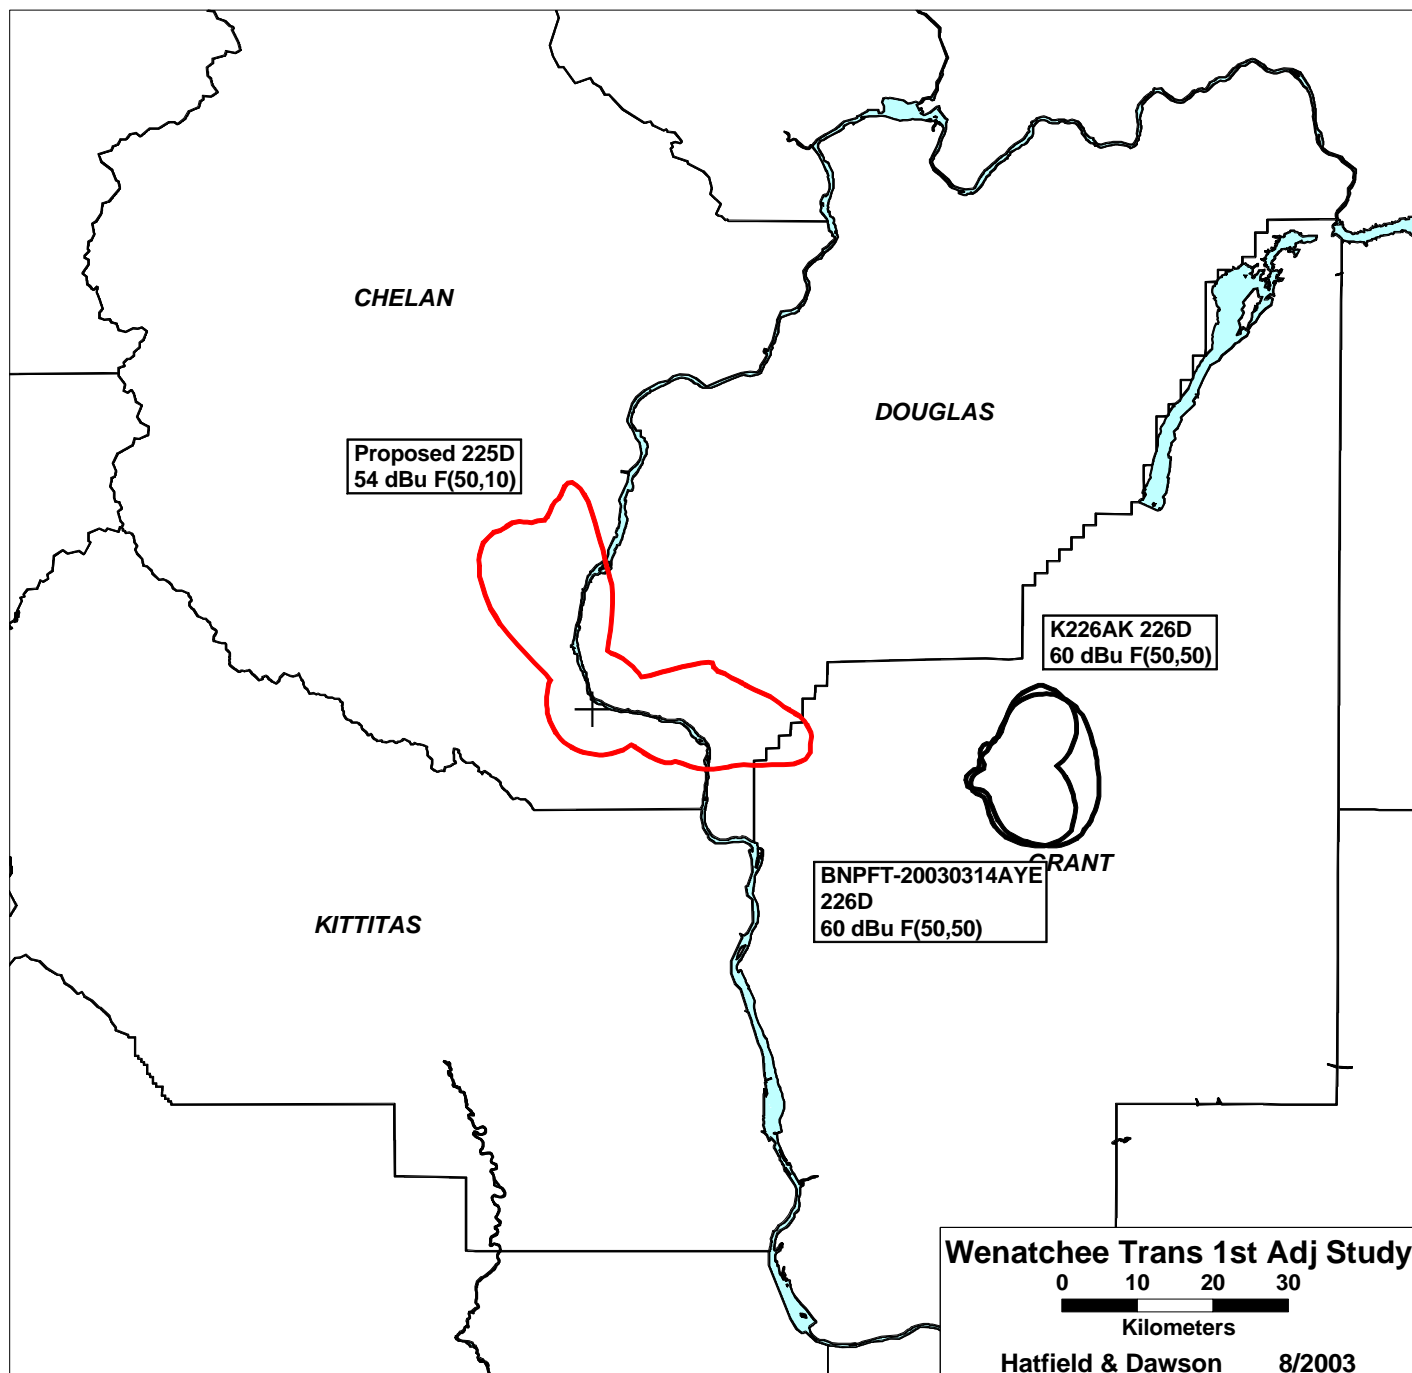 CHELAN
DOUGLAS
Proposed 225D
54 dBu F(50,10)
K226AK 226D
60 dBu F(50,50)
GRANT
BNPFT-20030314AYE
226D
60 dBu F(50,50)
KITTITAS
Wenatchee Trans 1st Adj Study
0 10 20 30
Kilometers
Hatfield & Dawson 8/2003